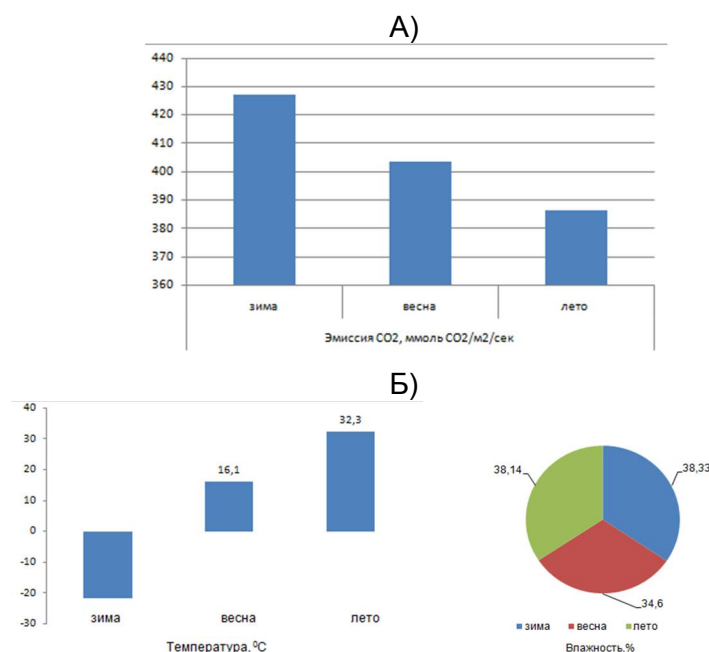 А)
440
430
420
410
400
390
380
370
360
зима весна лето
Эмиссия СО2, ммоль СО2/м2/сек
Б)
40
30
20
10
0
-10
-20
-30
16,1
32,3
зима весна лето
Температура, ⁰С
38,14
38,33
34,6
зима весна лето
Влажность,%